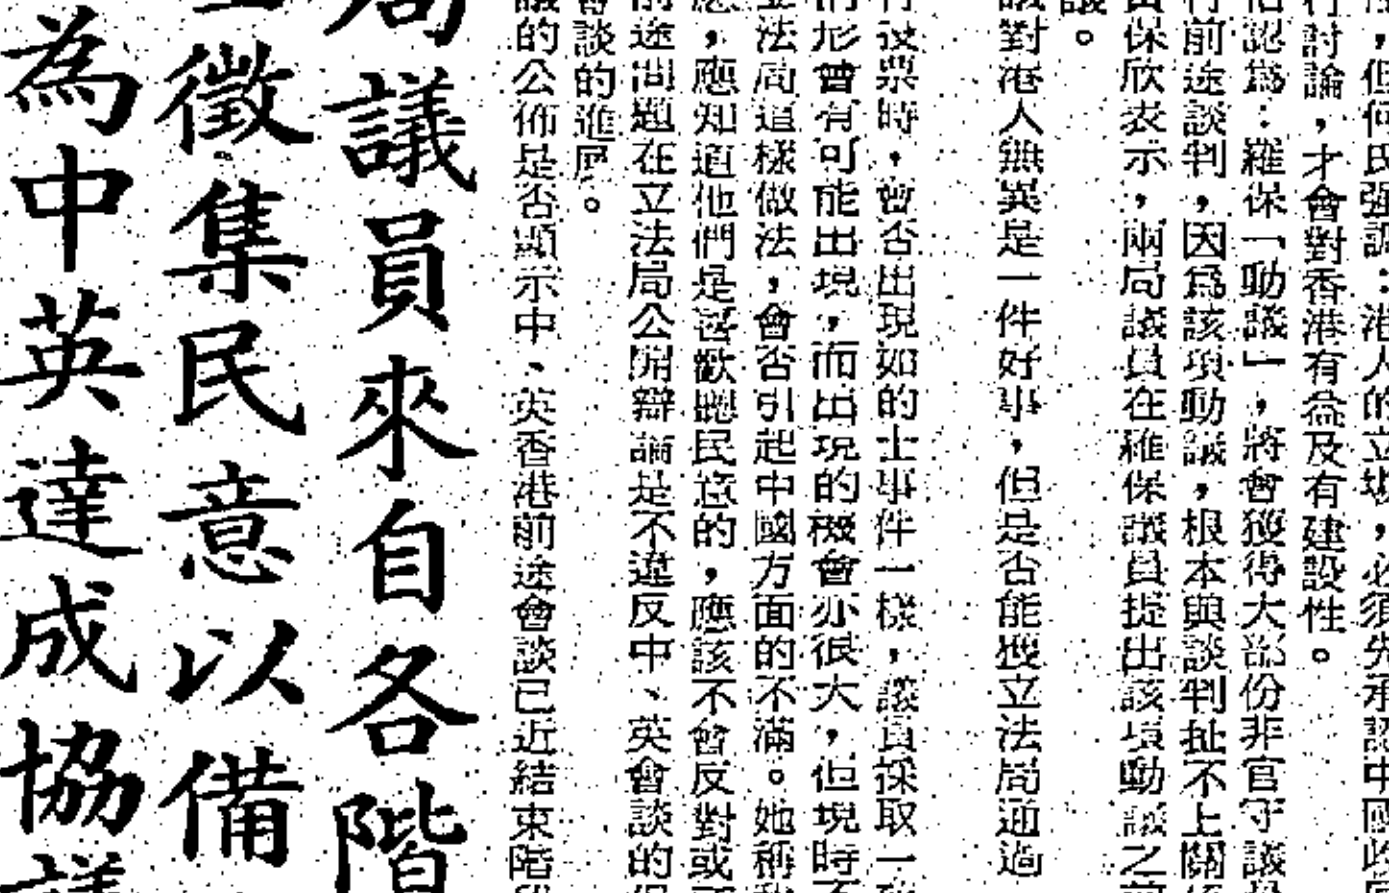 ，但何氏强調：港人的立場，必須先承認中國
行討論，才會對香港有益及有建設性。
認爲：羅保「動議」，將會獲得大部份非官守議
行前途談判，因爲該項動議，根本與談判扯不上關
保欣表示，兩局議員在羅保議員提出該項動議之
議。
議對港人無異是一件好事，但是否能獲立法局通過
投票時，會否出現如的士事件一樣，議員採取一
情形會有可能出現，而出現的機會亦很大，但現時
立法局這樣做法，會否引起中國方面的不滿。她稱
應，應知道他們是喜歡聽民意的，應該不會反對或
前途問題在立法局公開辯論是不違反中、英會談的
會談的進展。
議的公佈是否顯示中、英香港前途會談已近結束階
局議員來自各階
徵集民意以備
為中英達成協議